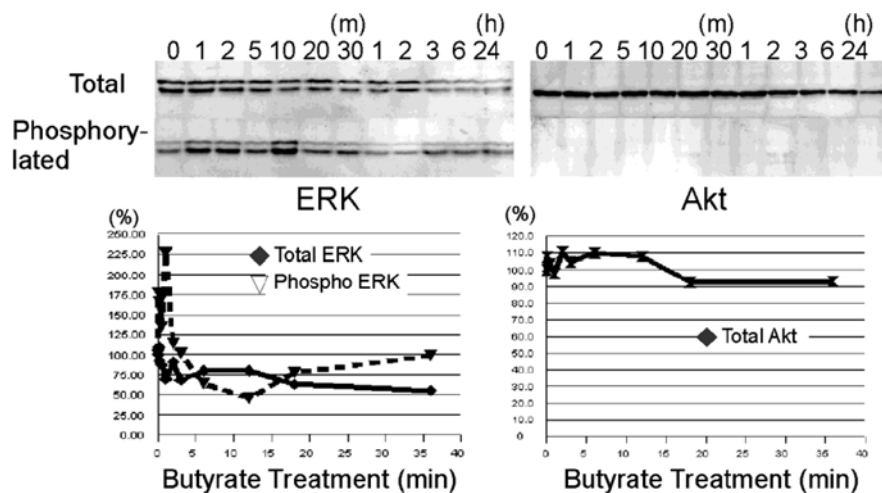 (m) (h) (m) (h)
0 1 2 5 10 20 30 1 2 3 6 24 0 1 2 5 10 20 30 1 2 3 6 24
Total
Phosphory-
lated
ERK Akt
(%) (%)
250.00
225.00
200.00
175.00
150.00
125.00
100.00
75.00
50.00
25.00
0.00
Total ERK
Phospho ERK
0 5 10 15 20 25 30 35 40
Butyrate Treatment (min)
120.0
110.0
100.0
90.0
80.0
70.0
60.0
50.0
40.0
30.0
20.0
10.0
0
Total Akt
0 5 10 15 20 25 30 35 40
Butyrate Treatment (min)